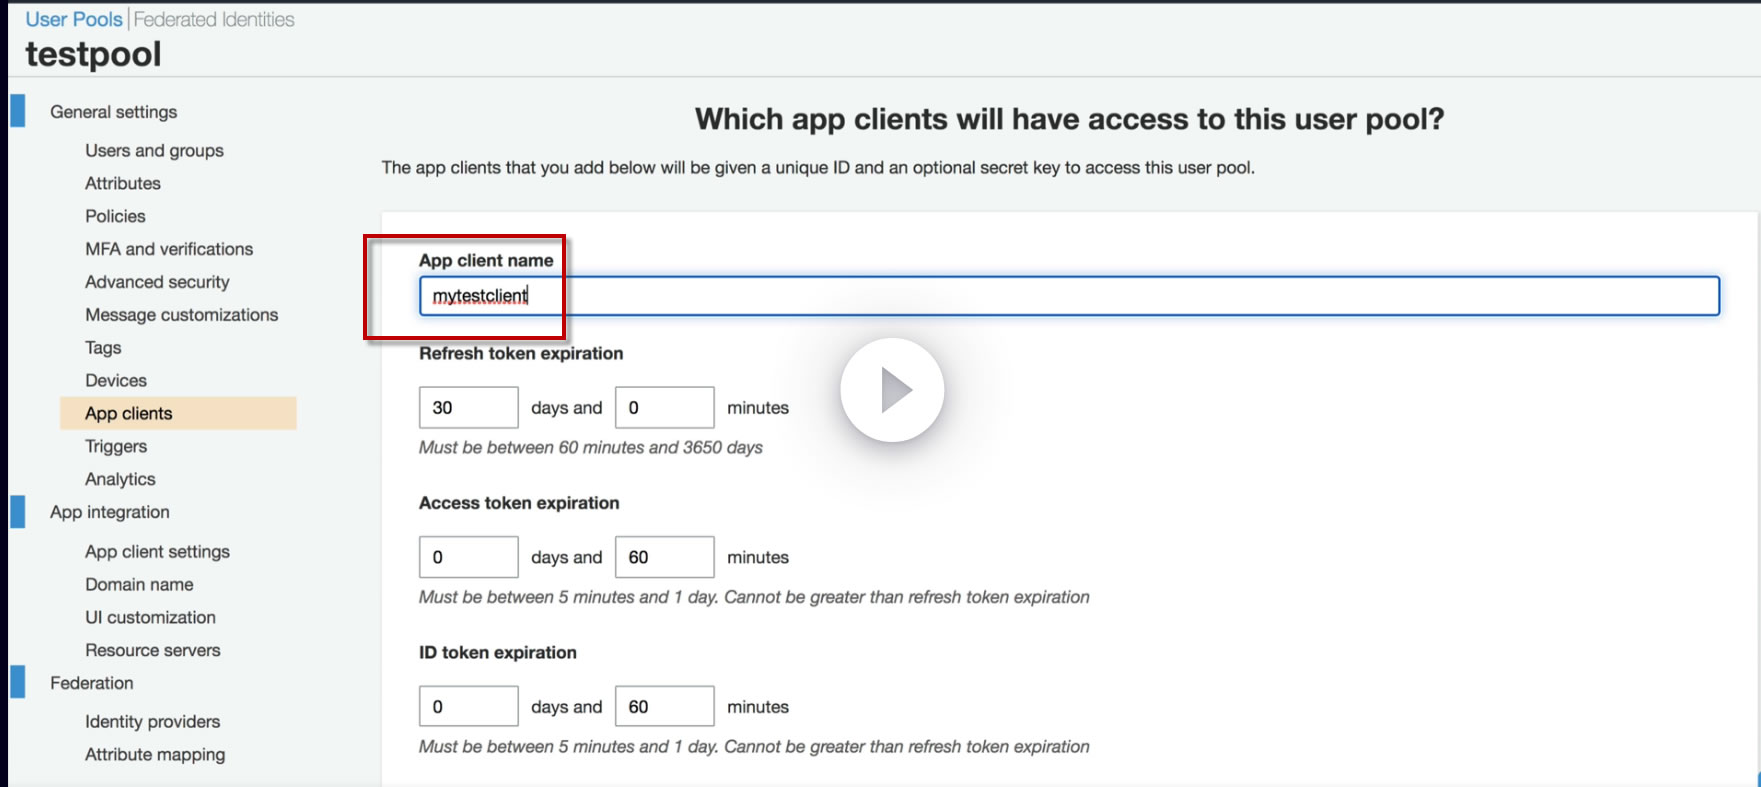 User Pools | Federated Identities
testpool
General settings
Users and groups
Attributes
Policies
MFA and verifications
Advanced security
Message customizations
Tags
Devices
App clients
Triggers
Analytics
App integration
App client settings
Domain name
UI customization
Resource servers
Federation
Identity providers
Attribute mapping
Which app clients will have access to this user pool?
The app clients that you add below will be given a unique ID and an optional secret key to access this user pool.
App client name
mytestclient
Refresh token expiration
30 days and 0 minutes
Must be between 60 minutes and 3650 days
Access token expiration
0 days and 60 minutes
Must be between 5 minutes and 1 day. Cannot be greater than refresh token expiration
ID token expiration
0 days and 60 minutes
Must be between 5 minutes and 1 day. Cannot be greater than refresh token expiration